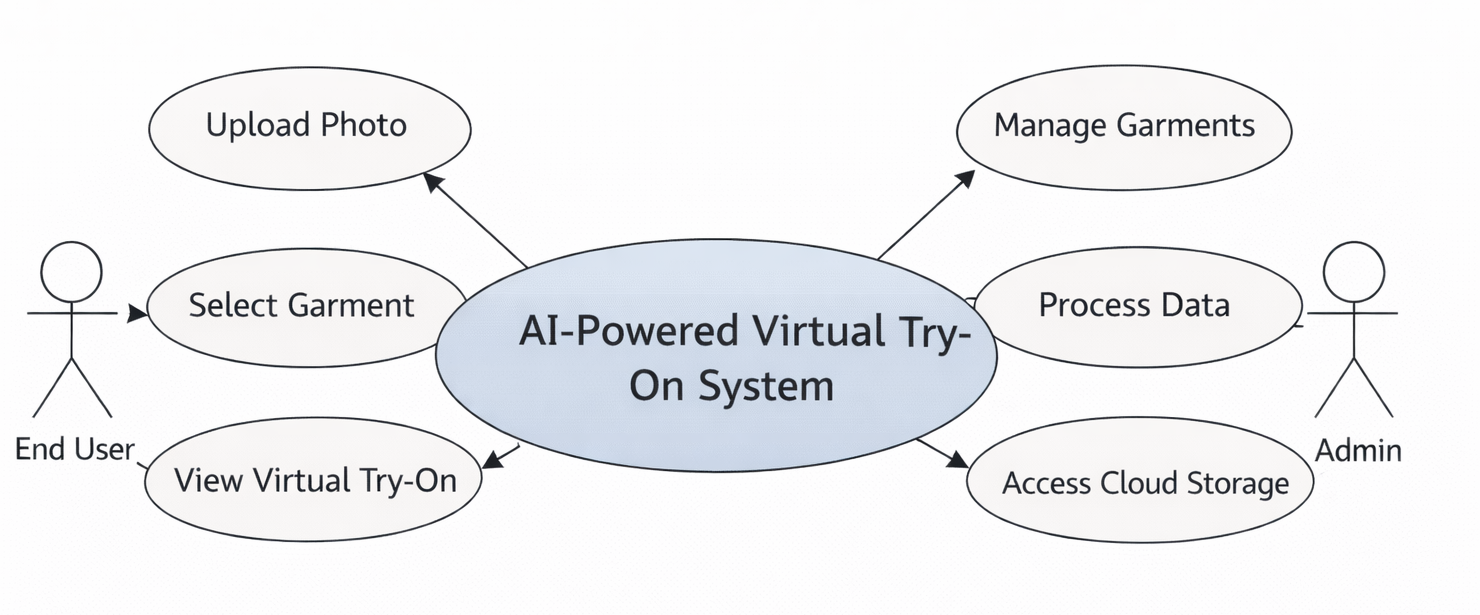 Upload Photo
Manage Garments
Select Garment
AI-Powered Virtual Try-
On System
Process Data
End User
Admin
View Virtual Try-On
Access Cloud Storage